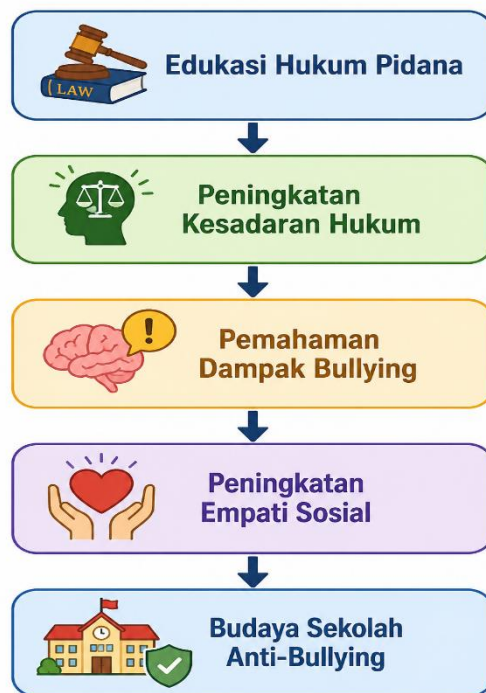 LAW
Edukasi Hukum Pidana
Peningkatan
Kesadaran Hukum
!
Pemahaman
Dampak Bullying
Peningkatan
Empati Sosial
Budaya Sekolah
Anti-Bullying